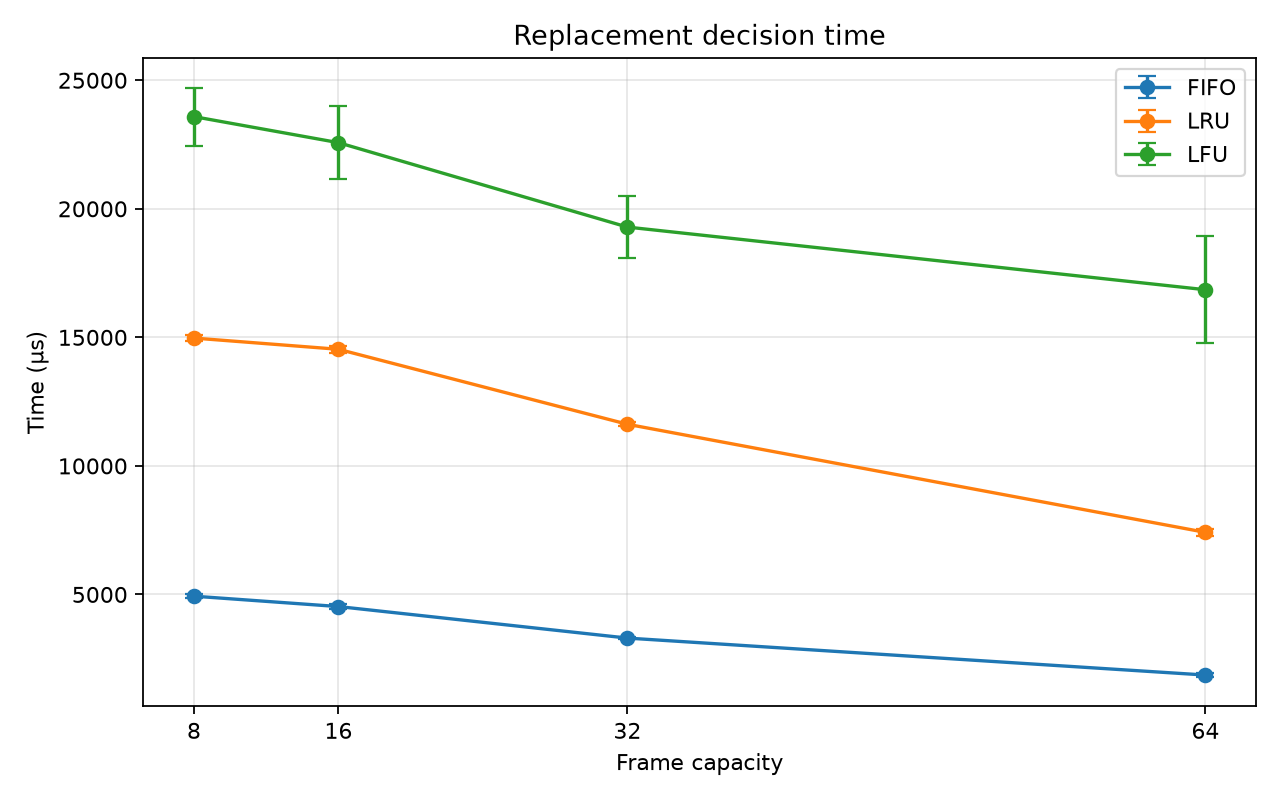 Replacement decision time
25000
20000
15000
10000
5000
Time (µs)
FIFO
LRU
LFU
8 16 32 64
Frame capacity